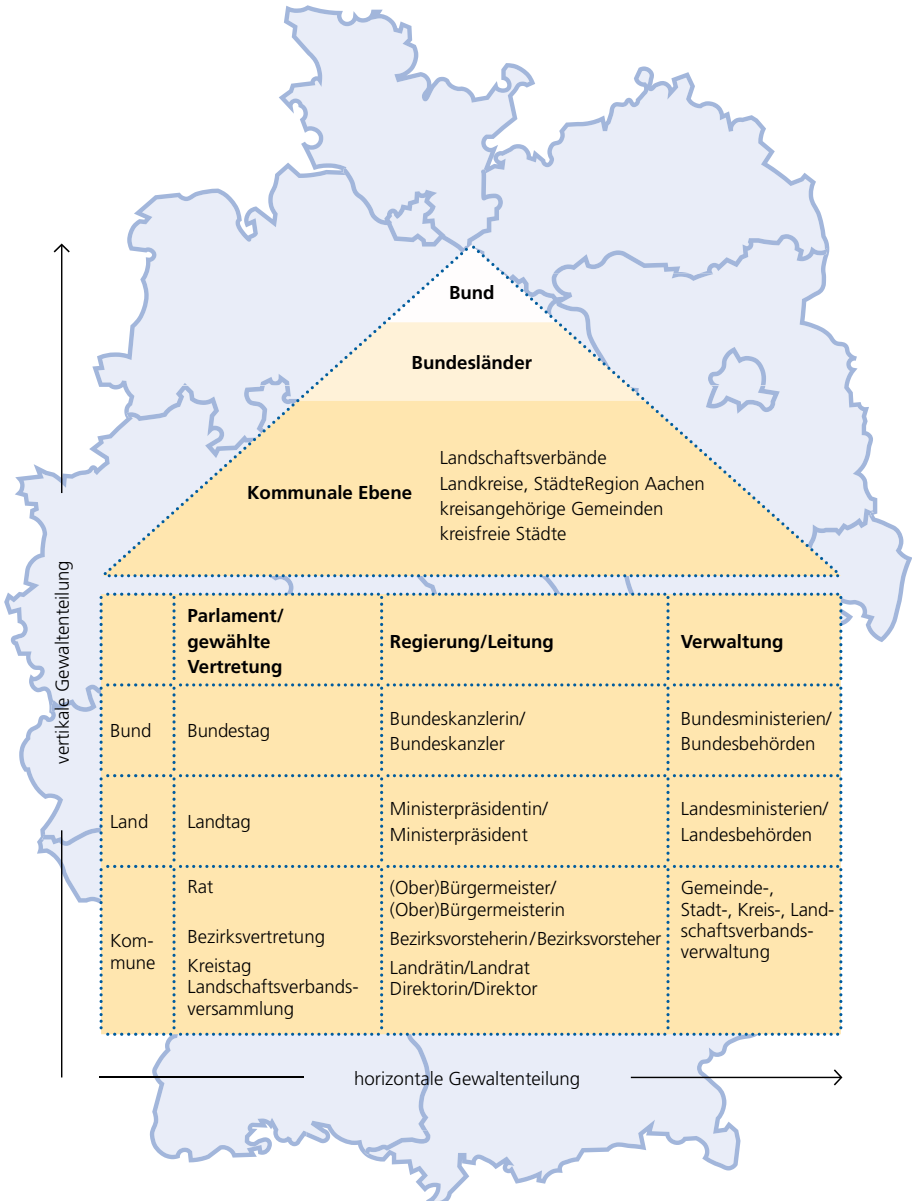 Bund
Bundesländer
Kommunale Ebene
Landschaftsverbände
Landkreise, StädteRegion Aachen
kreisangehörige Gemeinden
kreisfreie Städte
vertikale Gewaltenteilung
Parlament/
gewählte
Vertretung
Regierung/Leitung
Verwaltung
Bund
Bundestag
Bundeskanzlerin/
Bundeskanzler
Bundesministerien/
Bundesbehörden
Land
Landtag
Ministerpräsidentin/
Ministerpräsident
Landesministerien/
Landesbehörden
Kom-
mune
Rat
Bezirksvertretung
Kreistag
Landschaftsverbands-
versammlung
(Ober)Bürgermeister/
(Ober)Bürgermeisterin
Bezirksvorsteherin/Bezirksvorsteher
Landrätin/Landrat
Direktorin/Direktor
Gemeinde-,
Stadt-, Kreis-, Land-
schaftsverbands-
verwaltung
horizontale Gewaltenteilung